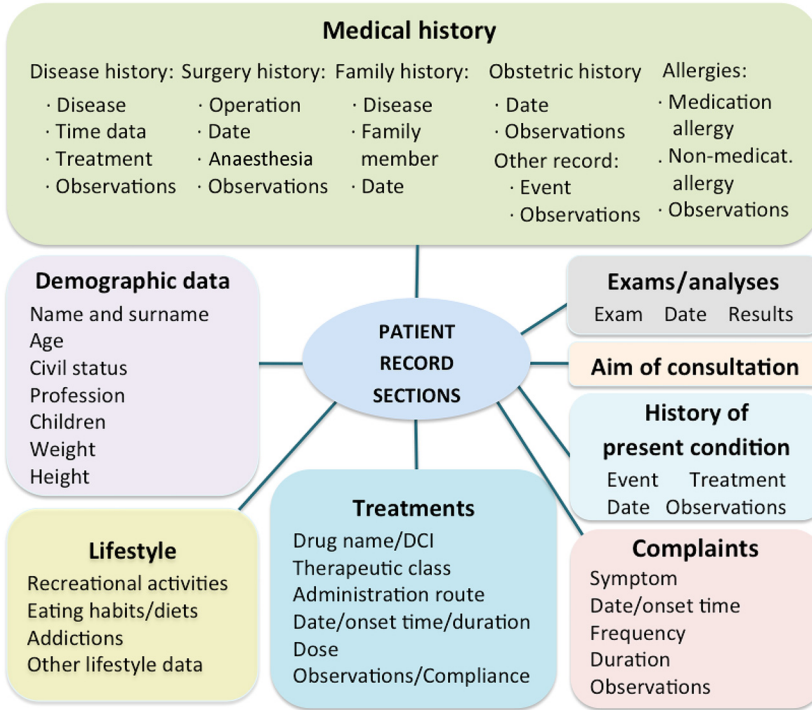 Medical history
Disease history:
· Disease
· Time data
· Treatment
· Observations
Surgery history:
· Operation
· Date
· Anaesthesia
· Observations
Family history:
· Disease
· Family
member
· Date
Obstetric history
· Date
· Observations
Other record:
· Event
· Observations
Allergies:
· Medication
allergy
. Non-medicat.
allergy
· Observations
Demographic data
Name and surname
Age
Civil status
Profession
Children
Weight
Height
PATIENT
RECORD
SECTIONS
Exams/analyses
Exam Date Results
Aim of consultation
History of
present condition
Event Treatment
Date Observations
Lifestyle
Recreational activities
Eating habits/diets
Addictions
Other lifestyle data
Treatments
Drug name/DCI
Therapeutic class
Administration route
Date/onset time/duration
Dose
Observations/Compliance
Complaints
Symptom
Date/onset time
Frequency
Duration
Observations